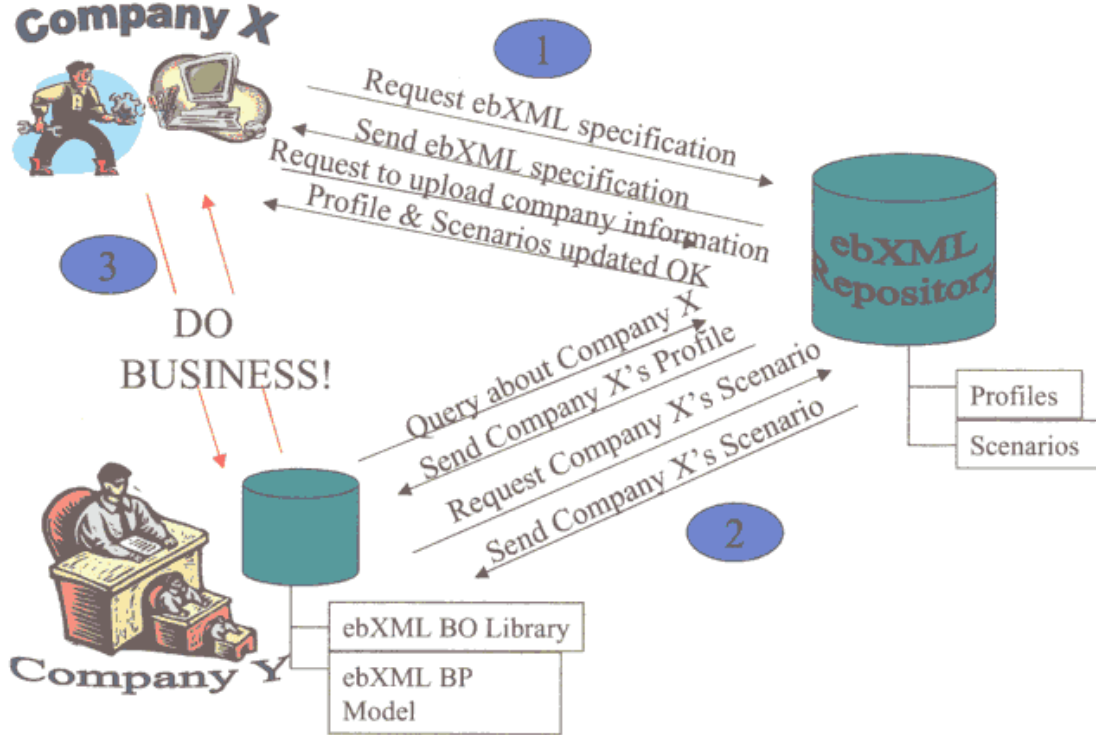 Company X
1
Request ebXML specification
Send ebXML specification
Request to upload company information
Profile & Scenarios updated OK
ebXML
Repository
Profiles
Scenarios
3
DO
BUSINESS!
Query about Company X
Send Company X's Profile
Request Company X's Scenario
Send Company X's Scenario
2
ebXML BO Library
ebXML BP
Model
Company Y